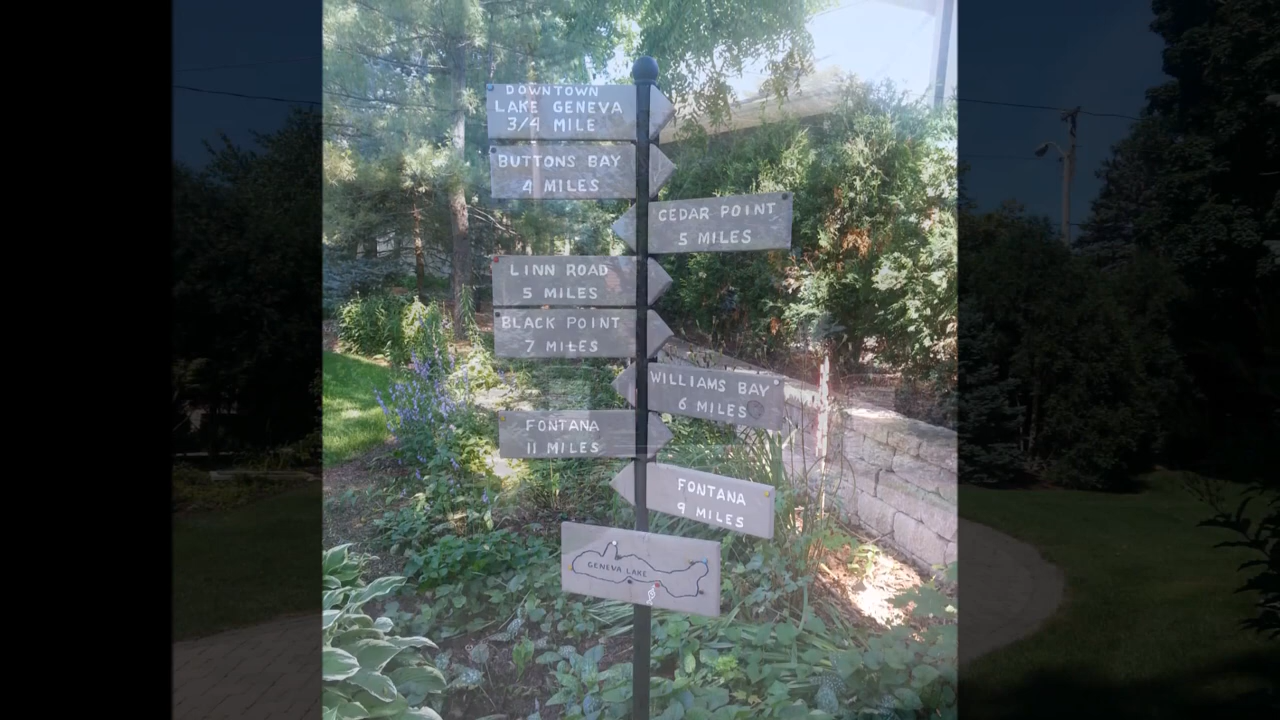 DOWNTOWN
LAKE GENEVA
3/4 MILE
BUTTONS BAY
4 MILES
CEDAR POINT
5 MILES
LINN ROAD
5 MILES
BLACK POINT
7 MILES
WILLIAMS BAY
6 MILES
FONTANA
11 MILES
FONTANA
9 MILES
GENEVA LAKE